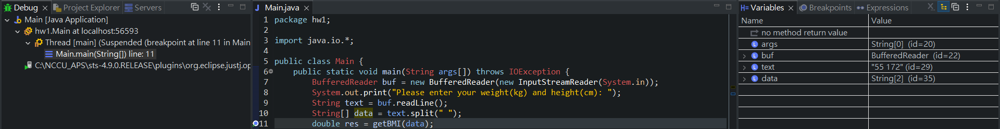 Debug
Project Explorer
Servers
Main [Java Application]
hw1.Main at localhost:56593
Thread [main] (Suspended (breakpoint at line 11 in Main
Main.main(String[]) line: 11
C:\NCCU_APS\sts-4.9.0.RELEASE\plugins\org.eclipse.justj.op
Main.java
1 package hw1;
2
3 import java.io.*;
4
5 public class Main {
6 public static void main(String args[]) throws IOException {
7 BufferedReader buf = new BufferedReader(new InputStreamReader(System.in));
8 System.out.print("Please enter your weight(kg) and height(cm): ");
9 String text = buf.readLine();
10 String[] data = text.split(" ");
11 double res = getBMI(data);
Variables
Breakpoints
Expressions
Name Value
no method return value
args String[0] (id=20)
buf BufferedReader (id=22)
text "55 172" (id=29)
data String[2] (id=35)